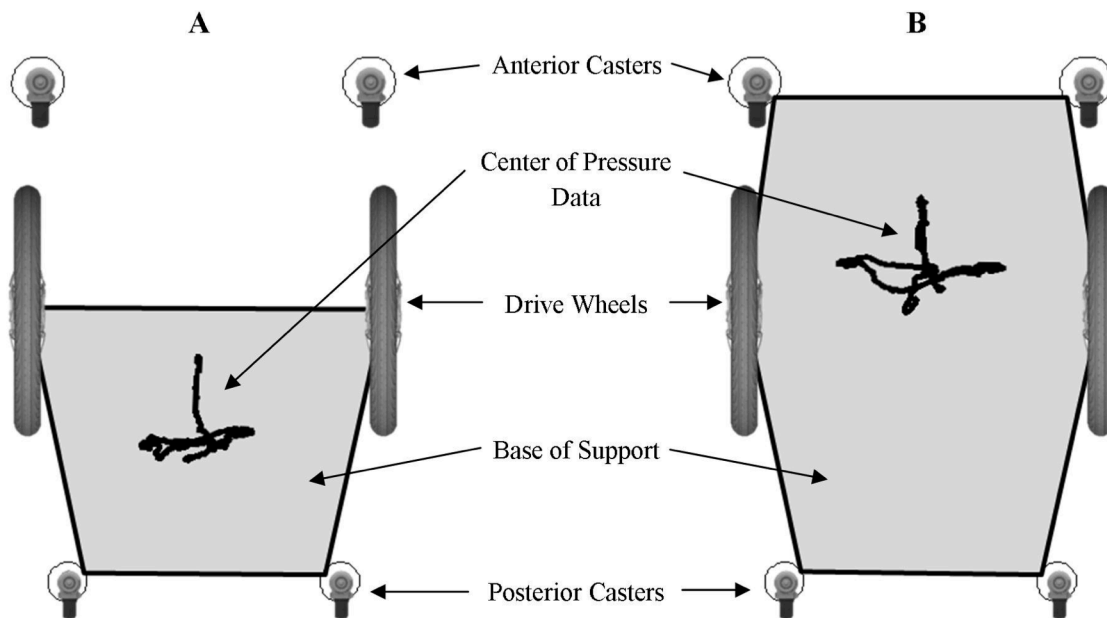 A
B
Anterior Casters
Center of Pressure
Data
Drive Wheels
Base of Support
Posterior Casters